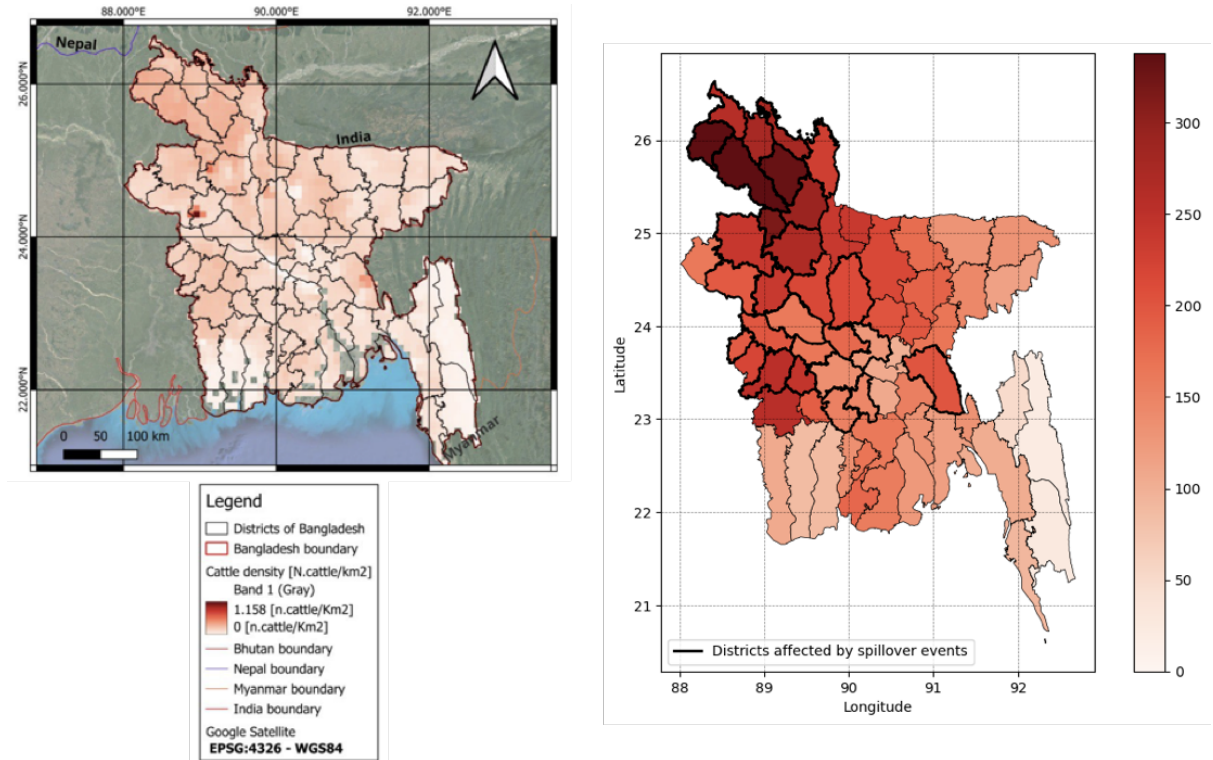 88.000°E 90.000°E 92.000°E
Nepal
26.000°N
India
24.000°N
22.000°N
0 50 100 km
Myanmar
Legend
Districts of Bangladesh
Bangladesh boundary
Cattle density [N.cattle/km2]
Band 1 (Gray)
1.158 [n.cattle/Km2]
0 [n.cattle/Km2]
Bhutan boundary
Nepal boundary
Myanmar boundary
India boundary
Google Satellite
EPSG:4326 - WGS84
26
25
24
23
22
21
Latitude
Districts affected by spillover events
88 89 90 91 92
Longitude
300
250
200
150
100
50
0